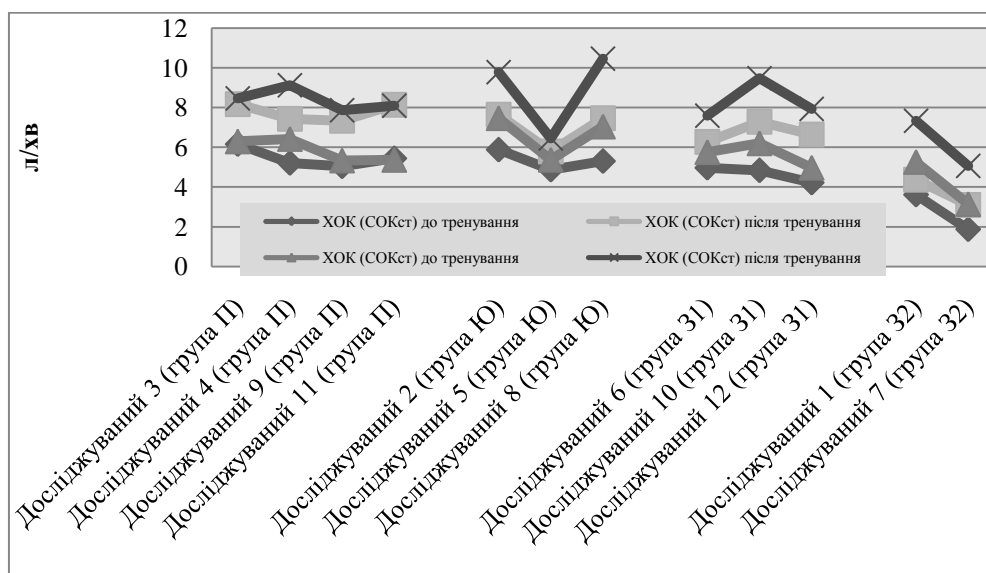 12
10
8
6
4
2
0
л/хв
ХОК (СОКст) до тренування
ХОК (СОКст) після тренування
ХОК (СОКст) до тренування
ХОК (СОКст) після тренування
Досліджуваний 3 (група П)
Досліджуваний 4 (група П)
Досліджуваний 9 (група П)
Досліджуваний 11 (група П)
Досліджуваний 2 (група Ю)
Досліджуваний 5 (група Ю)
Досліджуваний 8 (група Ю)
Досліджуваний 6 (група З1)
Досліджуваний 10 (група З1)
Досліджуваний 12 (група З1)
Досліджуваний 1 (група З2)
Досліджуваний 7 (група З2)